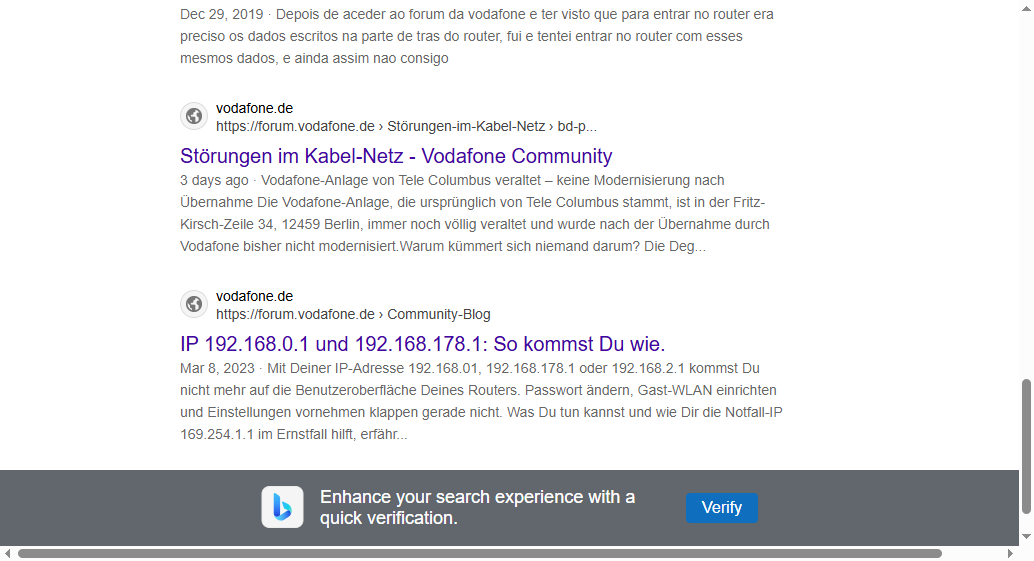 Dec 29, 2019 · Depois de aceder ao forum da vodafone e ter visto que para entrar no router era
preciso os dados escritos na parte de tras do router, fui e tentei entrar no router com esses
mesmos dados, e ainda assim nao consigo
vodafone.de
https://forum.vodafone.de › Störungen-im-Kabel-Netz › bd-p...
Störungen im Kabel-Netz - Vodafone Community
3 days ago · Vodafone-Anlage von Tele Columbus veraltet – keine Modernisierung nach
Übernahme Die Vodafone-Anlage, die ursprünglich von Tele Columbus stammt, ist in der Fritz-
Kirsch-Zeile 34, 12459 Berlin, immer noch völlig veraltet und wurde nach der Übernahme durch
Vodafone bisher nicht modernisiert.Warum kümmert sich niemand darum? Die Deg...
vodafone.de
https://forum.vodafone.de › Community-Blog
IP 192.168.0.1 und 192.168.178.1: So kommst Du wie.
Mar 8, 2023 · Mit Deiner IP-Adresse 192.168.01, 192.168.178.1 oder 192.168.2.1 kommst Du
nicht mehr auf die Benutzeroberfläche Deines Routers. Passwort ändern, Gast-WLAN einrichten
und Einstellungen vornehmen klappen gerade nicht. Was Du tun kannst und wie Dir die Notfall-IP
169.254.1.1 im Ernstfall hilft, erfähr...
Enhance your search experience with a
quick verification.
Verify